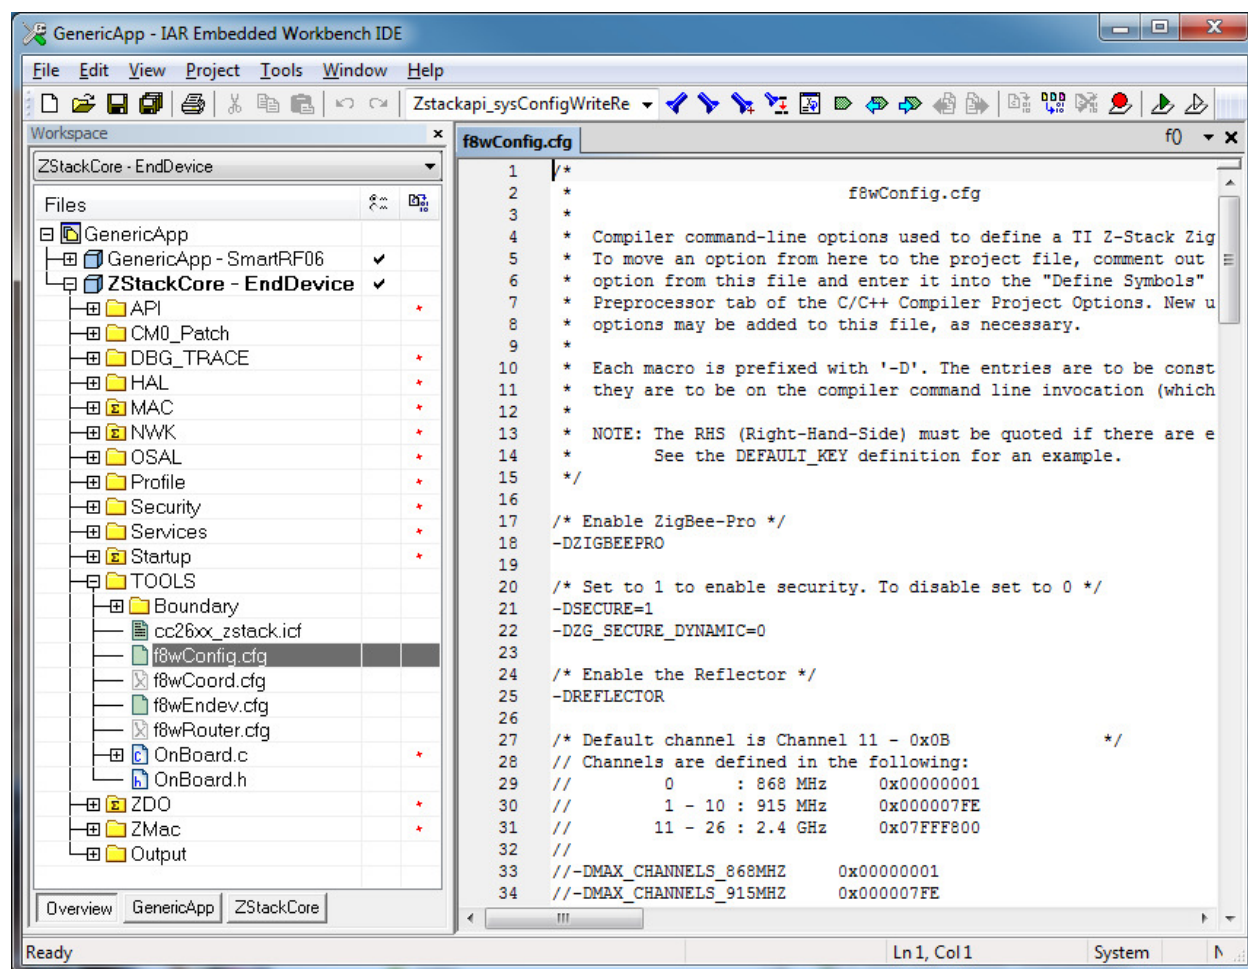 GenericApp - IAR Embedded Workbench IDE
File Edit View Project Tools Window Help
Zstackapi_sysConfigWriteRe
Workspace
ZStackCore - EndDevice
Files
GenericApp
GenericApp - SmartRF06
ZStackCore - EndDevice
API
CM0_Patch
DBG_TRACE
HAL
MAC
NWK
OSAL
Profile
Security
Services
Startup
TOOLS
Boundary
cc26xx_zstack.icf
f8wConfig.cfg
f8wCoord.cfg
f8wEndev.cfg
f8wRouter.cfg
OnBoard.c
OnBoard.h
ZDO
ZMac
Output
Overview GenericApp ZStackCore
f8wConfig.cfg f()
1 /*
2 * f8wConfig.cfg
3 *
4 * Compiler command-line options used to define a TI Z-Stack Zig
5 * To move an option from here to the project file, comment out
6 * option from this file and enter it into the "Define Symbols"
7 * Preprocessor tab of the C/C++ Compiler Project Options. New u
8 * options may be added to this file, as necessary.
9 *
10 * Each macro is prefixed with '-D'. The entries are to be const
11 * they are to be on the compiler command line invocation (which
12 *
13 * NOTE: The RHS (Right-Hand-Side) must be quoted if there are e
14 * See the DEFAULT_KEY definition for an example.
15 */
16
17 /* Enable ZigBee-Pro */
18 -DZIGBEEPRO
19
20 /* Set to 1 to enable security. To disable set to 0 */
21 -DSECURE=1
22 -DZG_SECURE_DYNAMIC=0
23
24 /* Enable the Reflector */
25 -DREFLECTOR
26
27 /* Default channel is Channel 11 - 0x0B */
28 // Channels are defined in the following:
29 // 0 : 868 MHz 0x00000001
30 // 1 - 10 : 915 MHz 0x000007FE
31 // 11 - 26 : 2.4 GHz 0x07FFF800
32 //
33 //-DMAX_CHANNELS_868MHZ 0x00000001
34 //-DMAX_CHANNELS_915MHZ 0x000007FE
Ready Ln 1, Col 1 System N